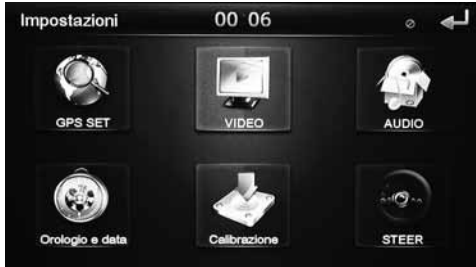 Impostazioni 00 06
GPS SET VIDEO AUDIO
Orologio e data Calibrazione STEER